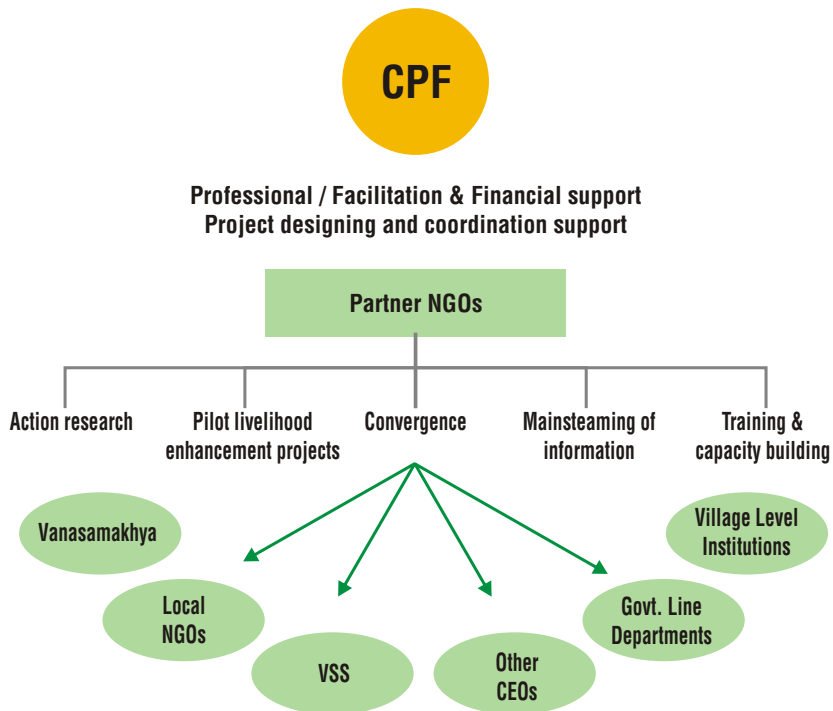 CPF
Professional / Facilitation & Financial support
Project designing and coordination support
Partner NGOs
Action research
Pilot livelihood
enhancement projects
Convergence
Mainsteaming of
information
Training &
capacity building
Vanasamakhya
Village Level
Institutions
Local
NGOs
Govt. Line
Departments
VSS
Other
CEOs